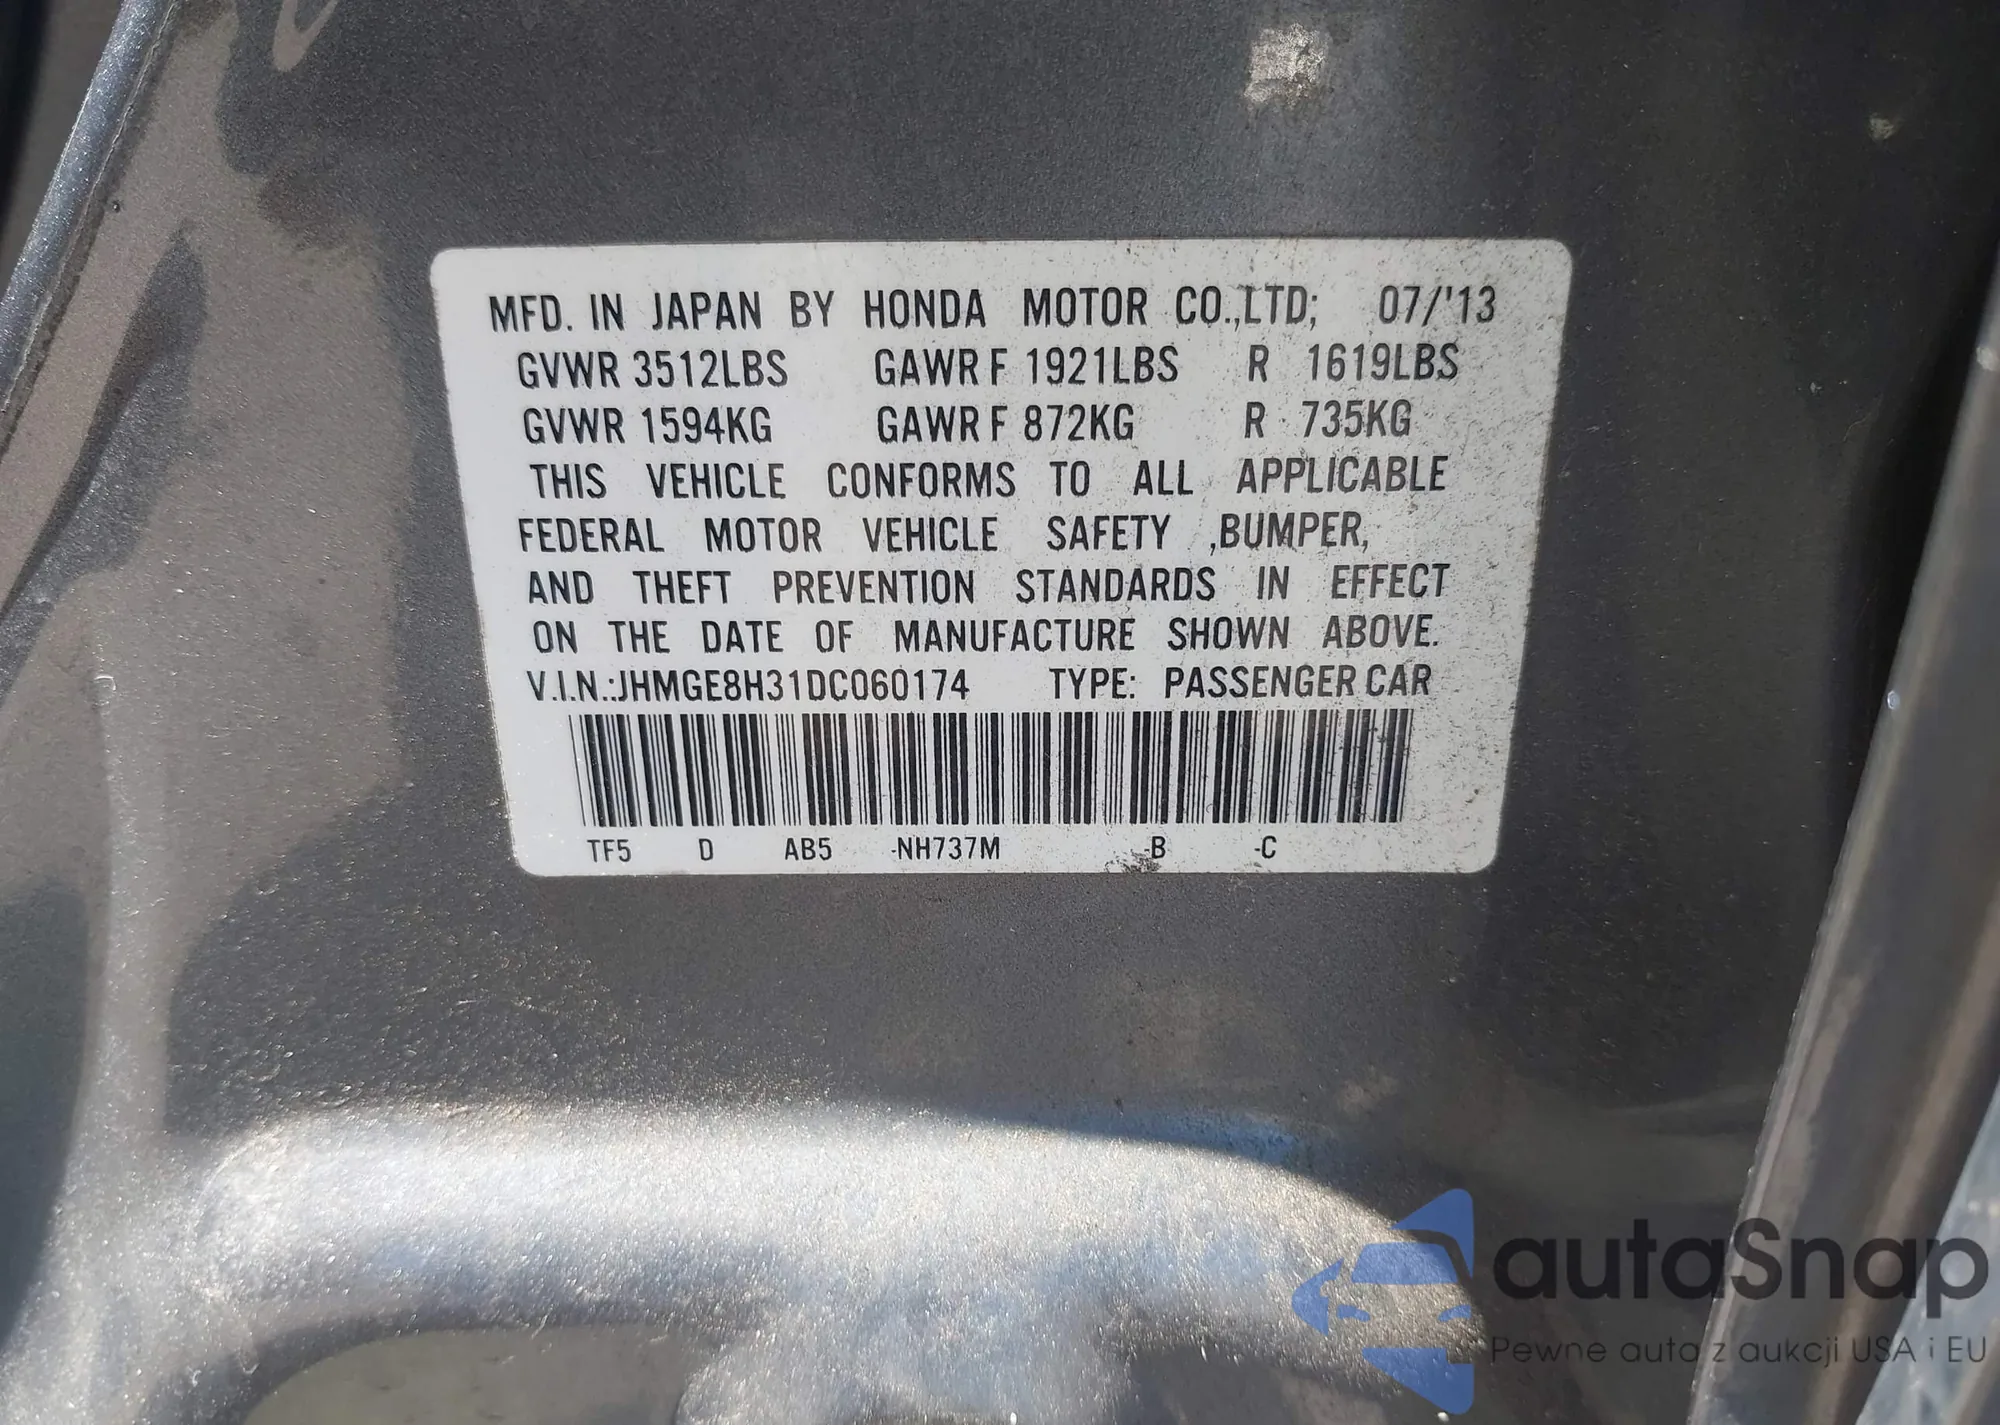 MFD. IN JAPAN BY HONDA MOTOR CO.,LTD; 07/'13
GVWR 3512LBS GAWR F 1921LBS R 1619LBS
GVWR 1594KG GAWR F 872KG R 735KG
THIS VEHICLE CONFORMS TO ALL APPLICABLE
FEDERAL MOTOR VEHICLE SAFETY ,BUMPER,
AND THEFT PREVENTION STANDARDS IN EFFECT
ON THE DATE OF MANUFACTURE SHOWN ABOVE.
V.I.N.:JHMGE8H31DC060174 TYPE: PASSENGER CAR
TF5 D AB5 -NH737M -B -C
autaSnap
Pewne auta z aukcji USA i EU